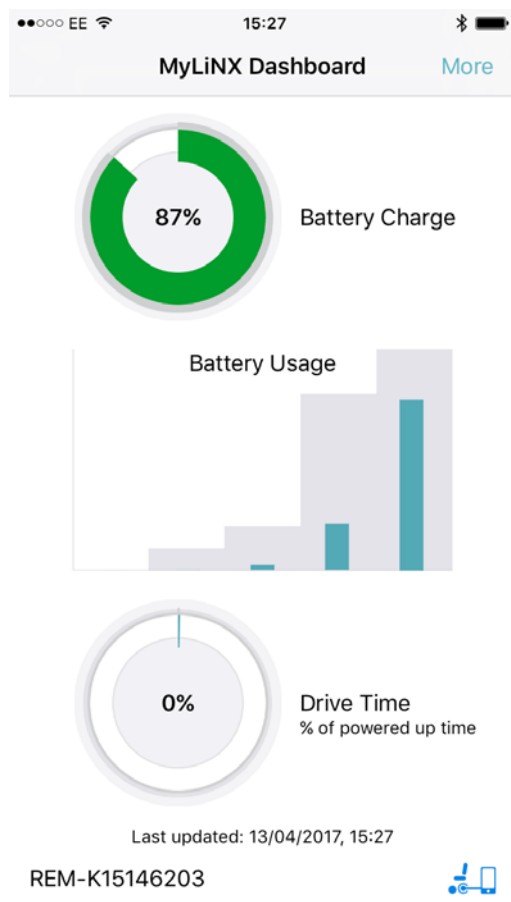 EE 15:27
MyLiNX Dashboard More
87% Battery Charge
Battery Usage
0% Drive Time
% of powered up time
Last updated: 13/04/2017, 15:27
REM-K15146203